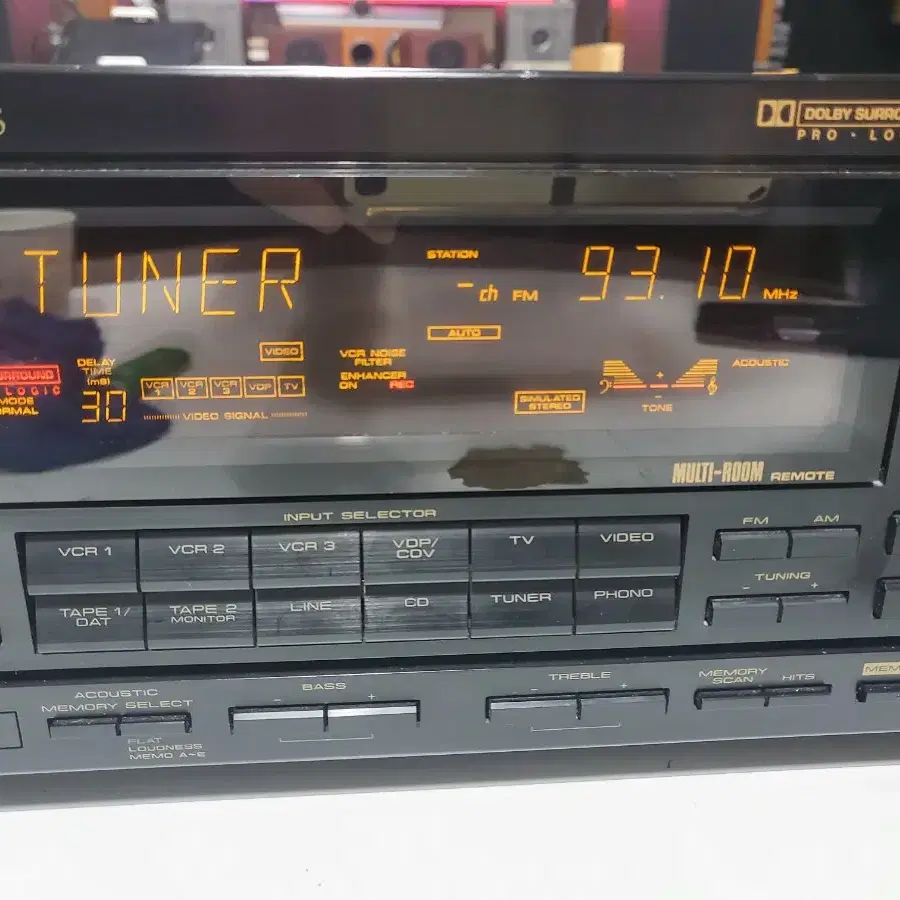 DOLBY SURRO
PRO · LO
TUNER
STATION
- ch FM 93.10 MHz
AUTO
VIDEO
DELAY
TIME
(mS)
30
VCR 1 VCR 2 VCR 3 VDP TV
VIDEO SIGNAL
VCR NOISE
FILTER
ENHANCER
ON REC
SIMULATED
STEREO
- + 
TONE
ACOUSTIC
RROUND
LOGIC
MODE
RMAL
MULTI-ROOM REMOTE
INPUT SELECTOR
VCR 1 VCR 2 VCR 3 VDP/CDV TV VIDEO
TAPE 1/DAT TAPE 2 MONITOR LINE CD TUNER PHONO
FM AM
TUNING
- +
ACOUSTIC
MEMORY SELECT
FLAT
LOUDNESS
MEMO A~E
BASS
- +
TREBLE
- +
MEMORY
SCAN HITS
MEM